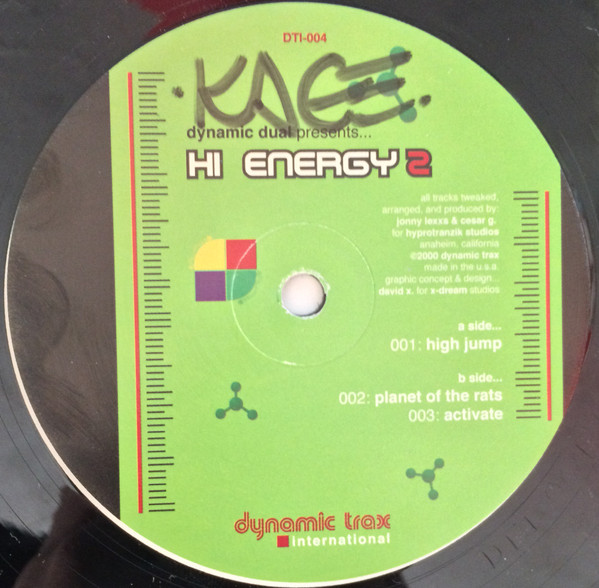 DTI-004
KACE
dynamic dual presents...
HI ENERGY 2
all tracks tweaked,
arranged, and produced by:
jonny lexxs & cesar g.
for hyprotranzik studios
anaheim, california
©2000 dynamic trax
made in the u.s.a.
graphic concept & design...
david x. for x-dream studios
a side...
001: high jump
b side...
002: planet of the rats
003: activate
dynamic trax
international